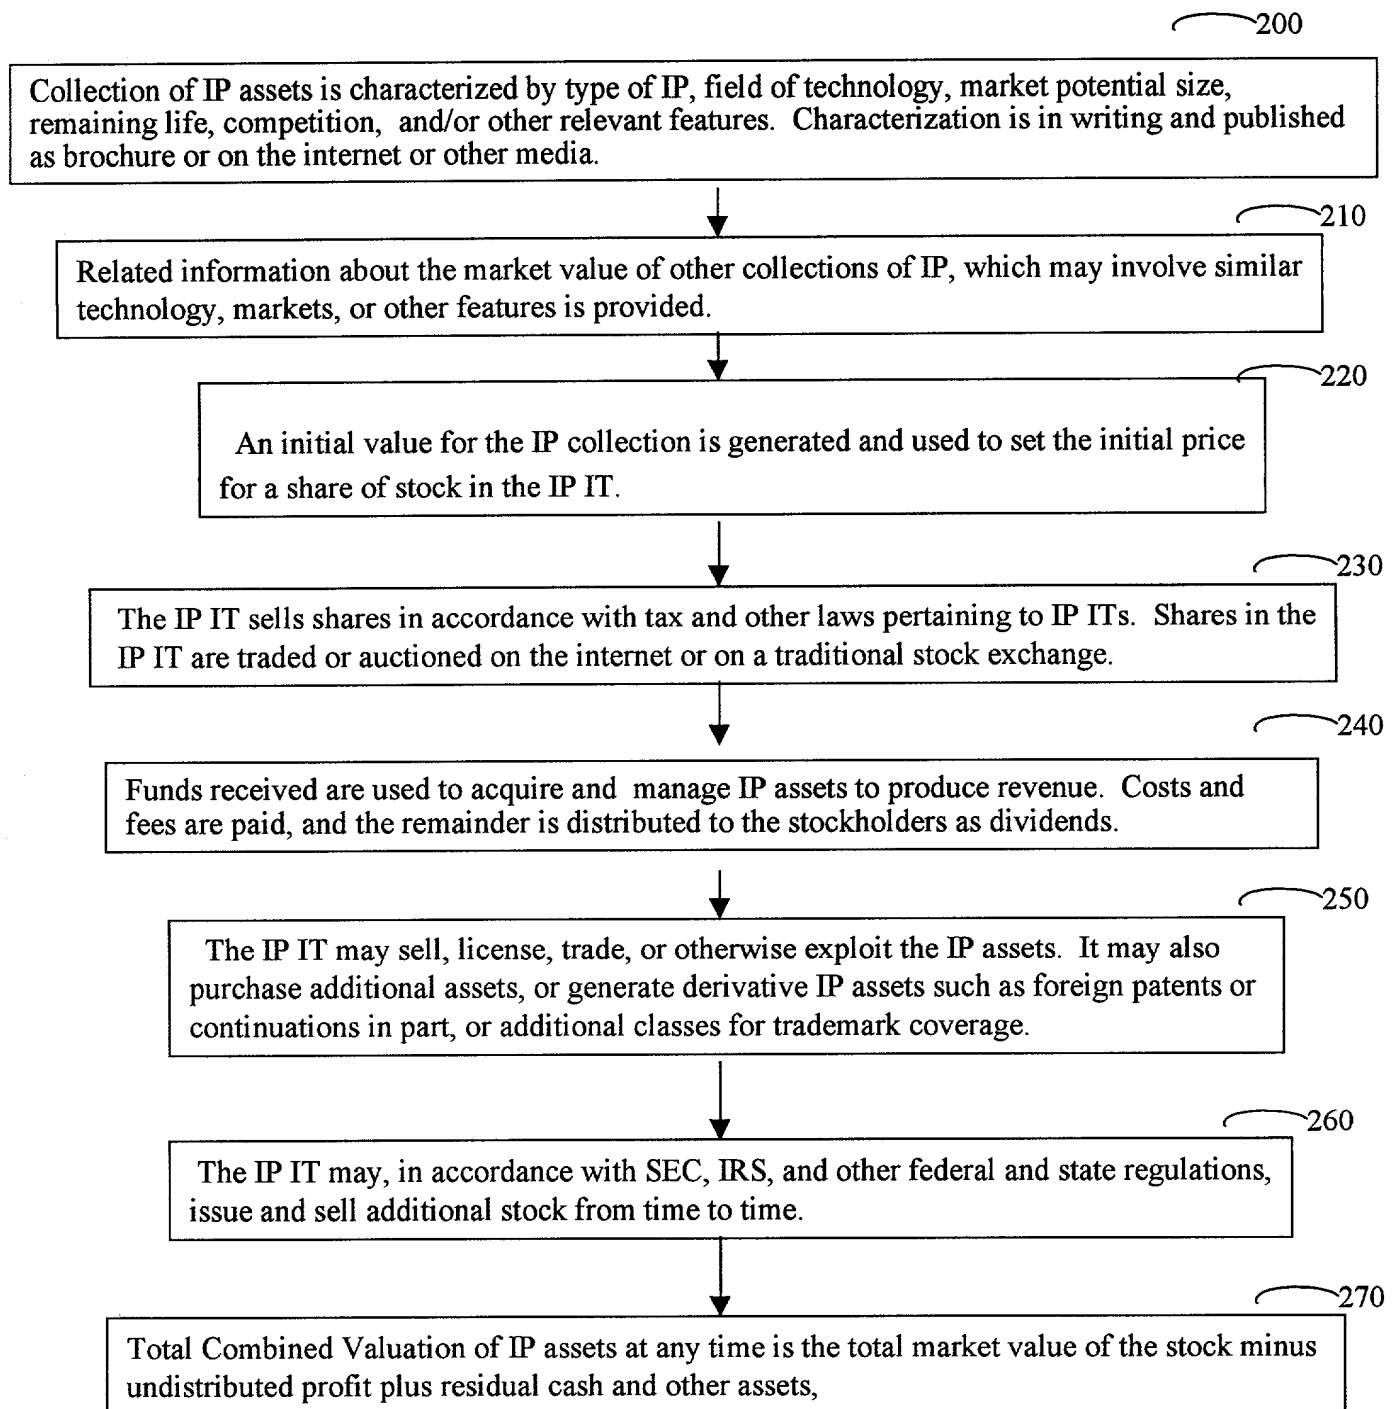 200
Collection of IP assets is characterized by type of IP, field of technology, market potential size,
remaining life, competition, and/or other relevant features. Characterization is in writing and published
as brochure or on the internet or other media.
210
Related information about the market value of other collections of IP, which may involve similar
technology, markets, or other features is provided.
220
An initial value for the IP collection is generated and used to set the initial price
for a share of stock in the IP IT.
230
The IP IT sells shares in accordance with tax and other laws pertaining to IP ITs. Shares in the
IP IT are traded or auctioned on the internet or on a traditional stock exchange.
240
Funds received are used to acquire and manage IP assets to produce revenue. Costs and
fees are paid, and the remainder is distributed to the stockholders as dividends.
250
The IP IT may sell, license, trade, or otherwise exploit the IP assets. It may also
purchase additional assets, or generate derivative IP assets such as foreign patents or
continuations in part, or additional classes for trademark coverage.
260
The IP IT may, in accordance with SEC, IRS, and other federal and state regulations,
issue and sell additional stock from time to time.
270
Total Combined Valuation of IP assets at any time is the total market value of the stock minus
undistributed profit plus residual cash and other assets,